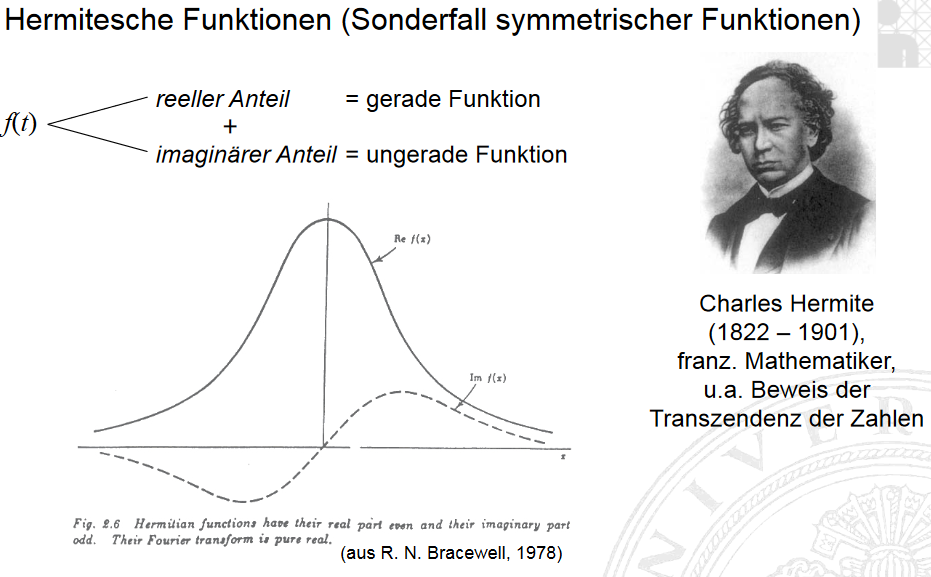 Hermitesche Funktionen (Sonderfall symmetrischer Funktionen)
f(t)
reeller Anteil = gerade Funktion
+
imaginärer Anteil = ungerade Funktion
Re f(x)
Im f(x)
x
Fig. 2.6 Hermitian functions have their real part even and their imaginary part
odd. Their Fourier transform is pure real.
(aus R. N. Bracewell, 1978)
Charles Hermite
(1822 – 1901),
franz. Mathematiker,
u.a. Beweis der
Transzendenz der Zahlen
NIVER